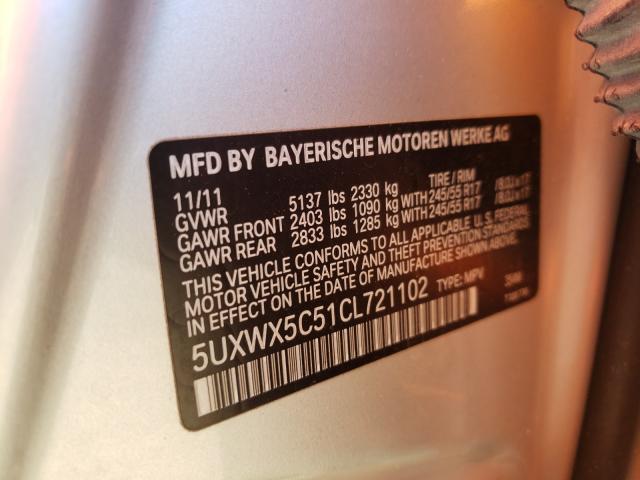 MFD BY BAYERISCHE MOTOREN WERKE AG
11/11 TIRE / RIM
GVWR 5137 lbs 2330 kg
GAWR FRONT 2403 lbs 1090 kg WITH 245/55 R17
GAWR REAR 2833 lbs 1285 kg WITH 245/55 R17
THIS VEHICLE CONFORMS TO ALL APPLICABLE U.S. FEDERAL
MOTOR VEHICLE SAFETY AND THEFT PREVENTION STANDARDS
IN EFFECT ON THE DATE OF MANUFACTURE SHOWN ABOVE.
5UXWX5C51CL721102 TYPE: MPV